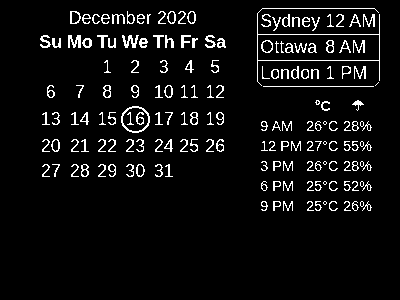 December 2020
Su Mo Tu We Th Fr Sa
1 2 3 4 5
6 7 8 9 10 11 12
13 14 15 16 17 18 19
20 21 22 23 24 25 26
27 28 29 30 31
Sydney 12 AM
Ottawa 8 AM
London 1 PM
°C ☂
9 AM 26°C 28%
12 PM 27°C 55%
3 PM 26°C 28%
6 PM 25°C 52%
9 PM 25°C 26%